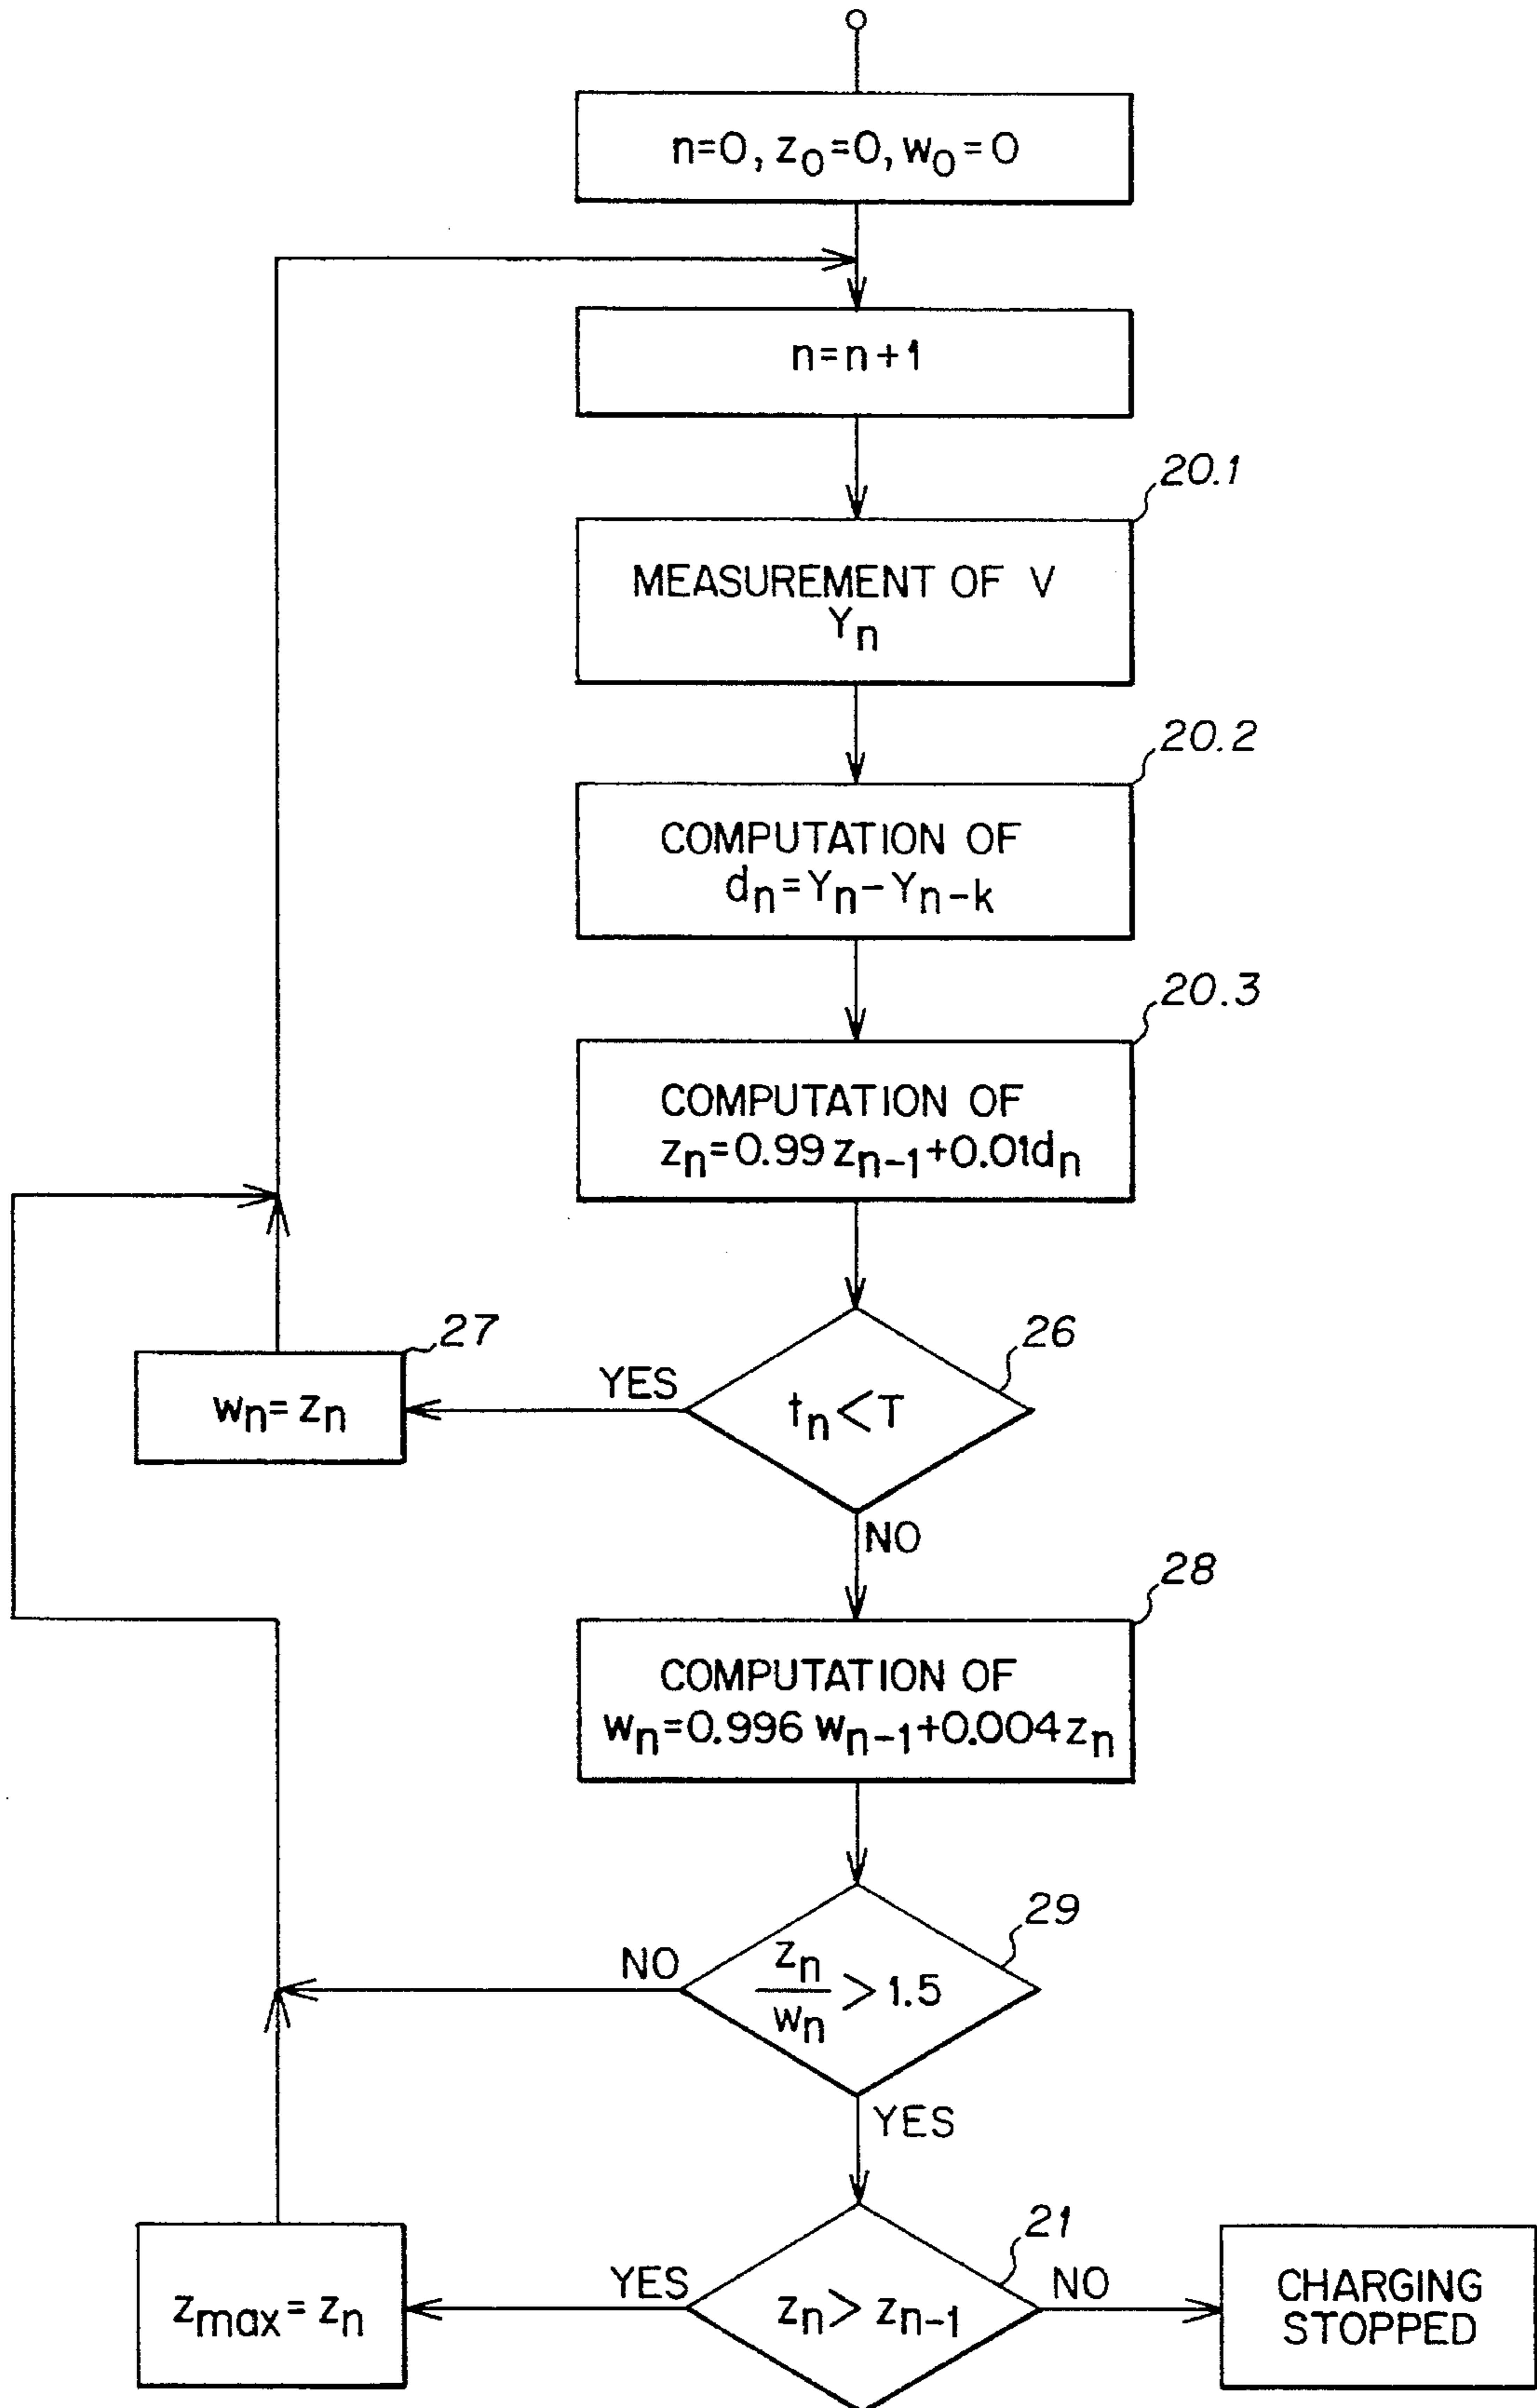 n=0, z₀=0, w₀=0
n=n+1
20.1
MEASUREMENT OF V
Yₙ
20.2
COMPUTATION OF
dₙ=Yₙ-Yₙ₋ₖ
20.3
COMPUTATION OF
zₙ=0.99 zₙ₋₁+0.01dₙ
27
26
wₙ=zₙ
YES
tₙ<T
NO
28
COMPUTATION OF
wₙ=0.996 wₙ₋₁+0.004zₙ
29
NO
zₙ
wₙ
>1.5
YES
21
zmax=zₙ
YES
zₙ>zₙ₋₁
NO
CHARGING
STOPPED